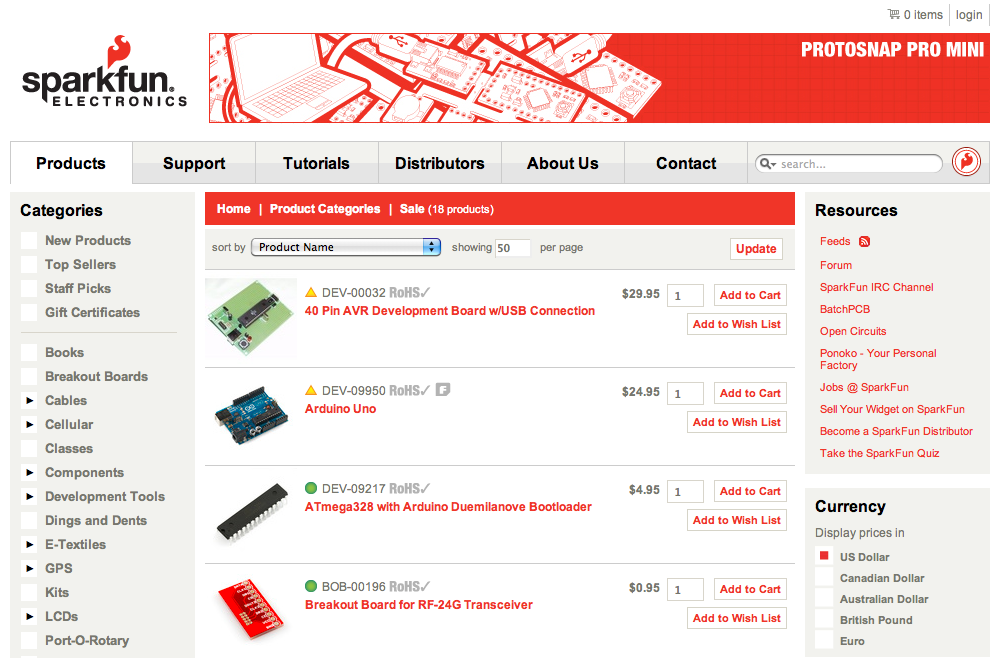 0 items login
sparkfun.
ELECTRONICS
PROTOSNAP PRO MINI
Products Support Tutorials Distributors About Us Contact search...
Categories
New Products
Top Sellers
Staff Picks
Gift Certificates
Books
Breakout Boards
Cables
Cellular
Classes
Components
Development Tools
Dings and Dents
E-Textiles
GPS
Kits
LCDs
Port-O-Rotary
Home | Product Categories | Sale (18 products)
sort by Product Name showing 50 per page Update
DEV-00032 RoHS✓ $29.95 1 Add to Cart
40 Pin AVR Development Board w/USB Connection
Add to Wish List
DEV-09950 RoHS✓ F $24.95 1 Add to Cart
Arduino Uno
Add to Wish List
DEV-09217 RoHS✓ $4.95 1 Add to Cart
ATmega328 with Arduino Duemilanove Bootloader
Add to Wish List
BOB-00196 RoHS✓ $0.95 1 Add to Cart
Breakout Board for RF-24G Transceiver
Add to Wish List
Resources
Feeds
Forum
SparkFun IRC Channel
BatchPCB
Open Circuits
Ponoko - Your Personal
Factory
Jobs @ SparkFun
Sell Your Widget on SparkFun
Become a SparkFun Distributor
Take the SparkFun Quiz
Currency
Display prices in
US Dollar
Canadian Dollar
Australian Dollar
British Pound
Euro